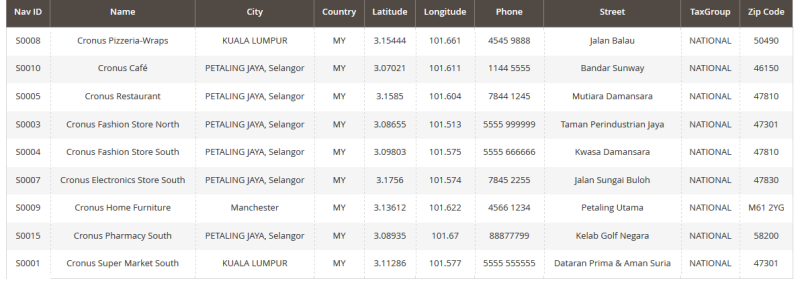 Nav ID Name City Country Latitude Longitude Phone Street TaxGroup Zip Code
S0008 Cronus Pizzeria-Wraps KUALA LUMPUR MY 3.15444 101.661 4545 9888 Jalan Balau NATIONAL 50490
S0010 Cronus Café PETALING JAYA, Selangor MY 3.07021 101.611 1144 5555 Bandar Sunway NATIONAL 46150
S0005 Cronus Restaurant PETALING JAYA, Selangor MY 3.1585 101.604 7844 1245 Mutiara Damansara NATIONAL 47810
S0003 Cronus Fashion Store North PETALING JAYA, Selangor MY 3.08655 101.513 5555 999999 Taman Perindustrian Jaya NATIONAL 47301
S0004 Cronus Fashion Store South PETALING JAYA, Selangor MY 3.09803 101.575 5555 666666 Kwasa Damansara NATIONAL 47810
S0007 Cronus Electronics Store South PETALING JAYA, Selangor MY 3.1756 101.574 7845 2255 Jalan Sungai Buloh NATIONAL 47830
S0009 Cronus Home Furniture Manchester MY 3.13612 101.622 4566 1234 Petaling Utama NATIONAL M61 2YG
S0015 Cronus Pharmacy South PETALING JAYA, Selangor MY 3.08935 101.67 88877799 Kelab Golf Negara NATIONAL 58200
S0001 Cronus Super Market South KUALA LUMPUR MY 3.11286 101.577 5555 555555 Dataran Prima & Aman Suria NATIONAL 47301